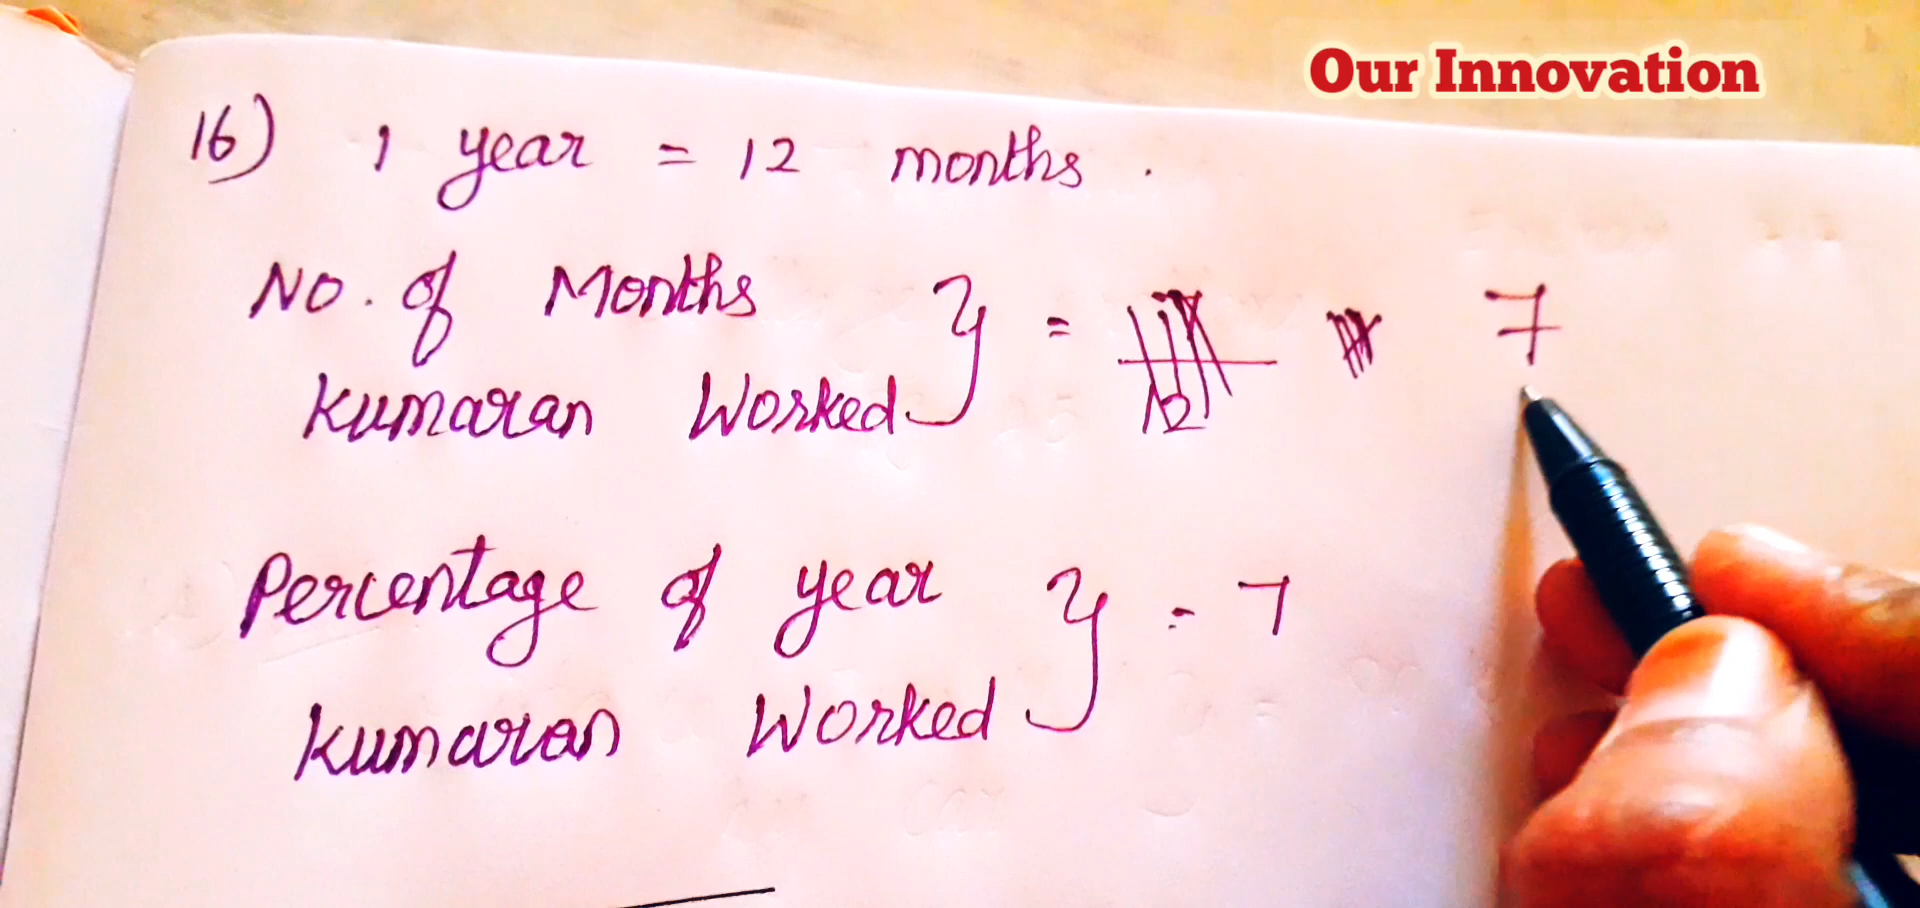 Our Innovation
16) 1 year = 12 months.
No. of Months
Kumaran Worked } = 7
Percentage of year
Kumaran Worked } = 7